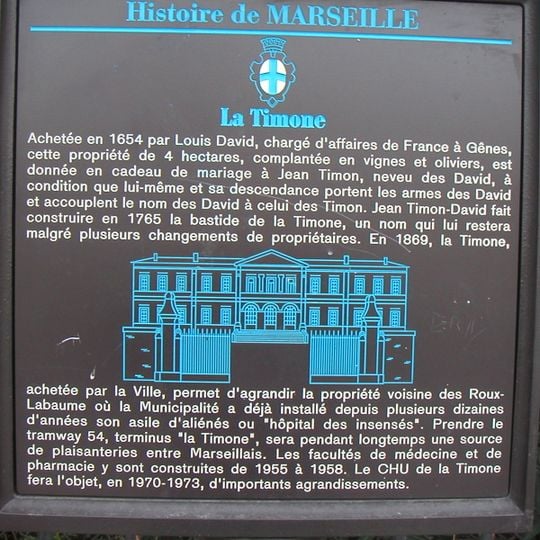 Histoire de MARSEILLE
La Timone
Achetée en 1654 par Louis David, chargé d'affaires de France à Gênes,
cette propriété de 4 hectares, complantée en vignes et oliviers, est
donnée en cadeau de mariage à Jean Timon, neveu des David, à
condition que lui-même et sa descendance portent les armes des David
et accouplent le nom des David à celui des Timon. Jean Timon-David fait
construire en 1765 la bastide de la Timone, un nom qui lui restera
malgré plusieurs changements de propriétaires. En 1869, la Timone,
achetée par la Ville, permet d'agrandir la propriété voisine des Roux-
Labaume où la Municipalité a déjà installé depuis plusieurs dizaines
d'années son asile d'aliénés ou "hôpital des insensés". Prendre le
tramway 54, terminus "la Timone", sera pendant longtemps une source
de plaisanteries entre Marseillais. Les facultés de médecine et de
pharmacie y sont construites de 1955 à 1958. Le CHU de la Timone
fera l'objet, en 1970-1973, d'importants agrandissements.